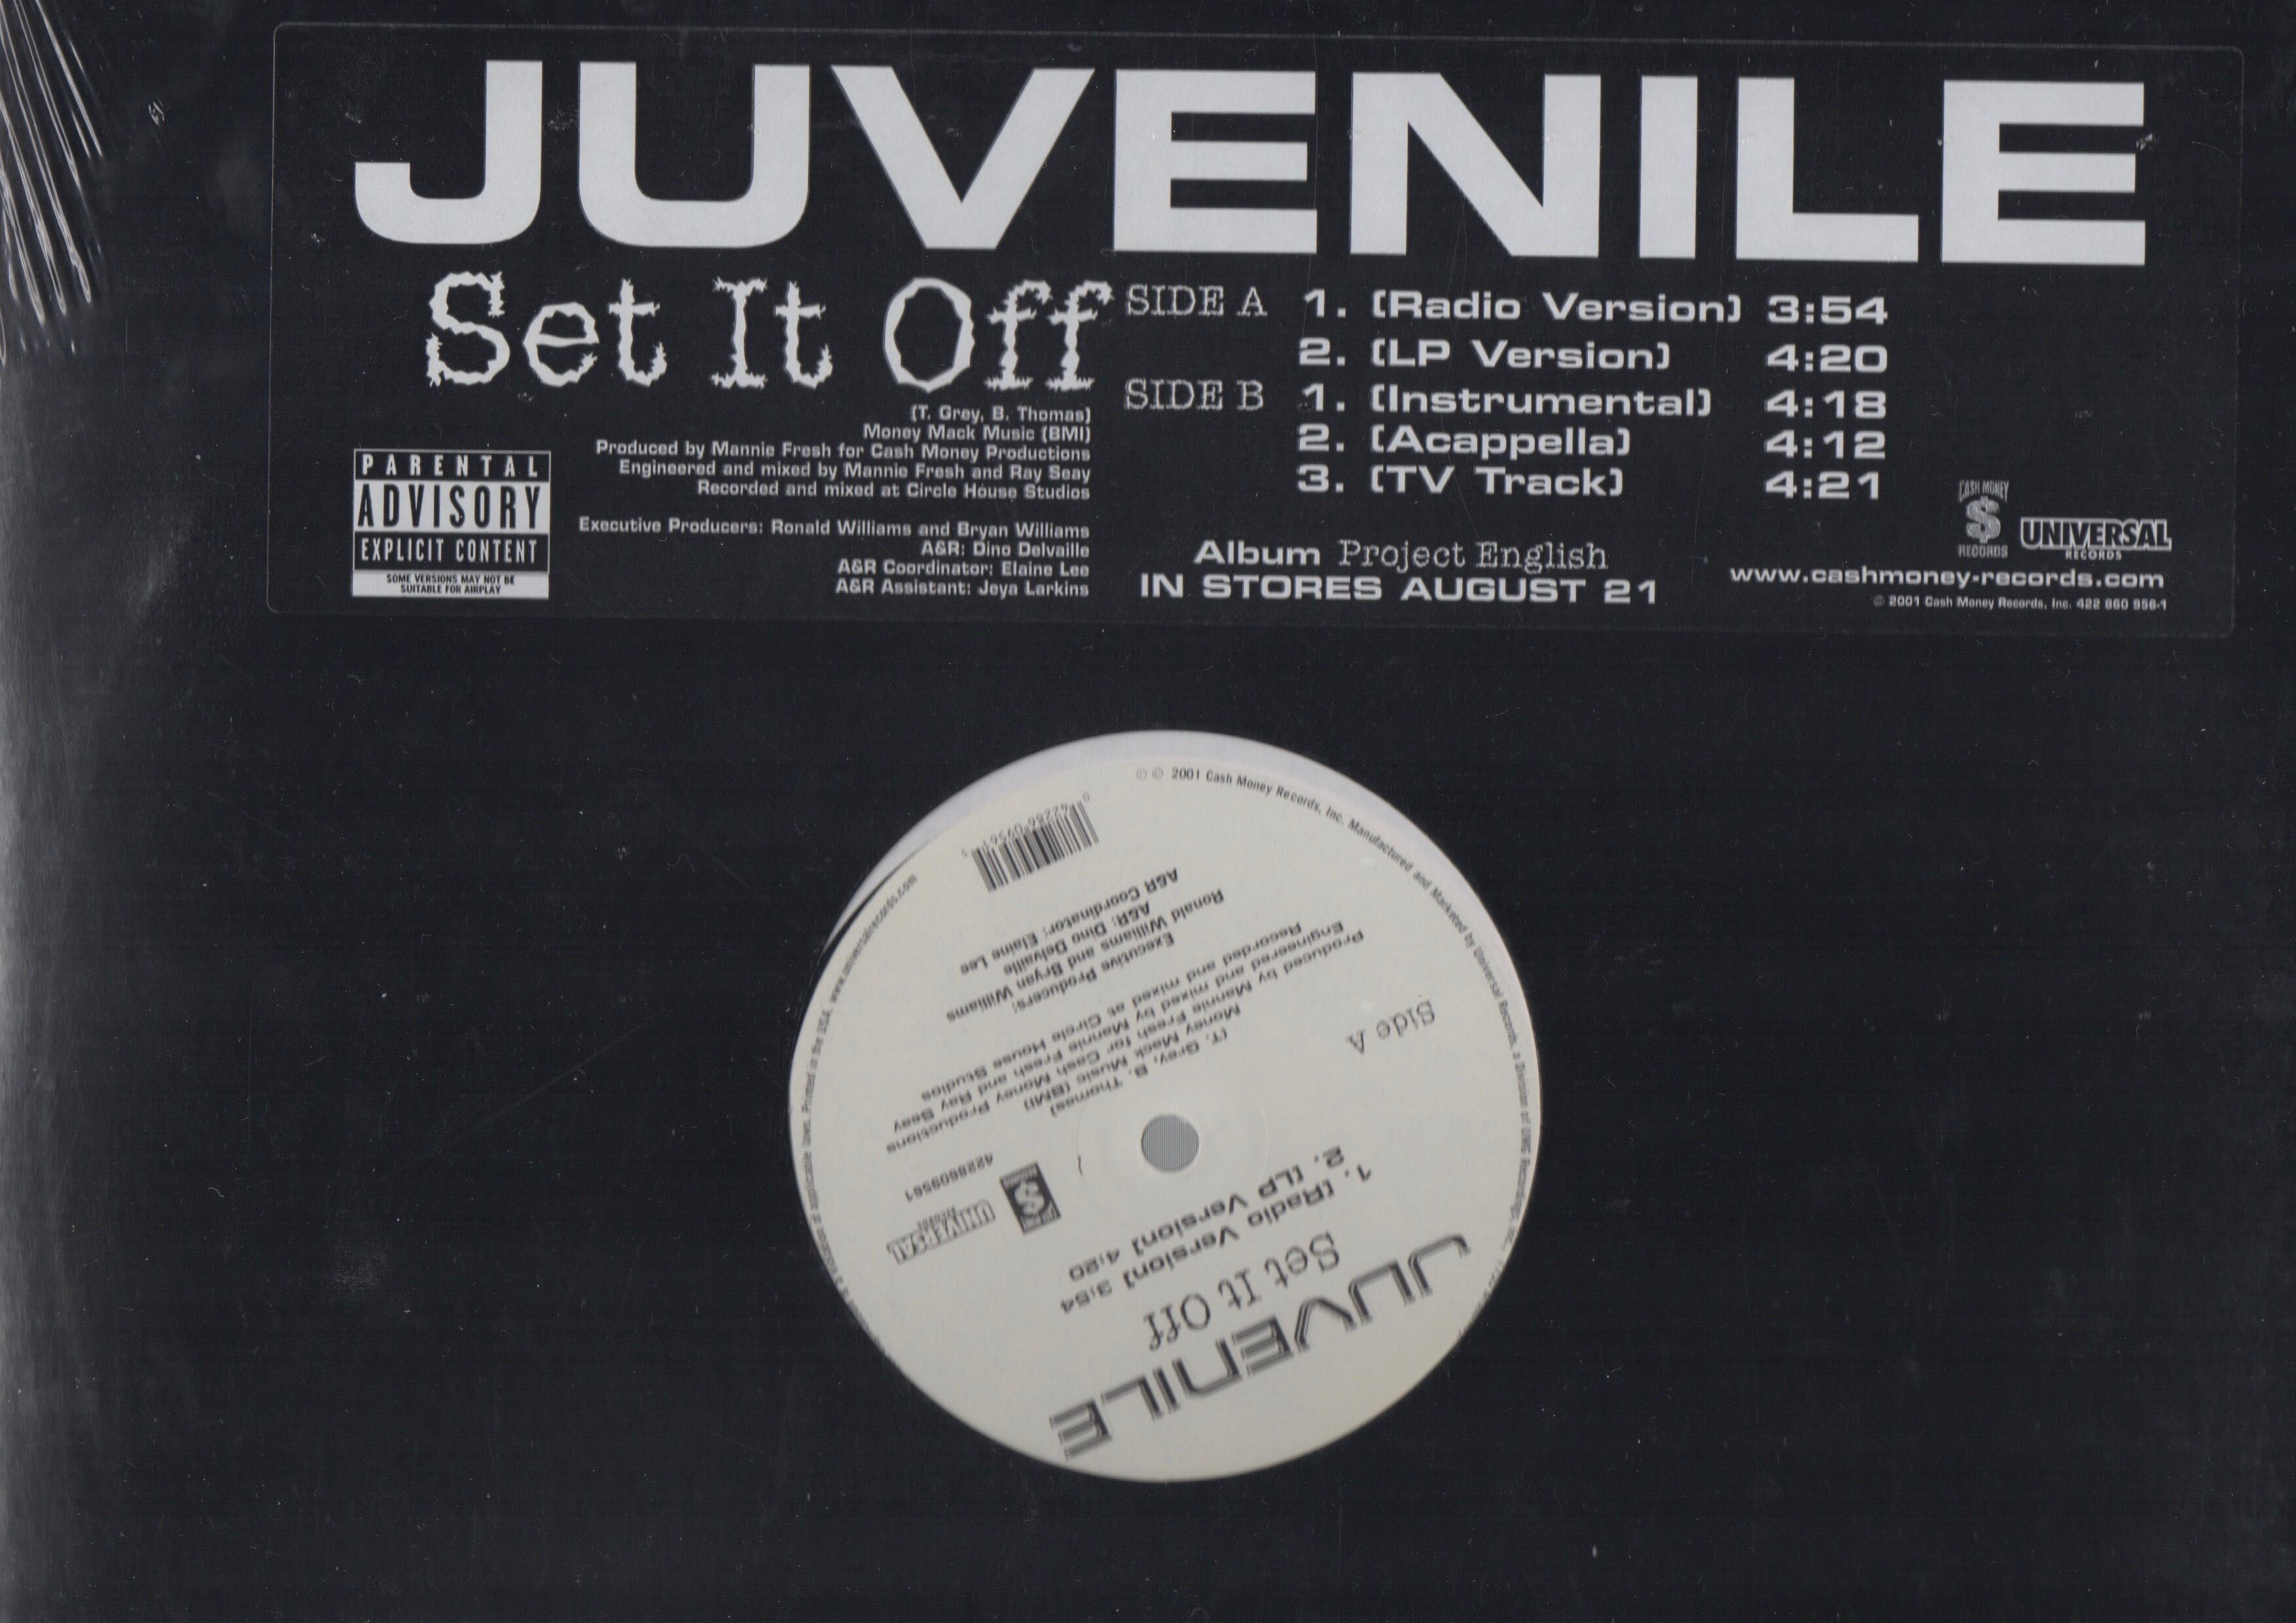 JUVENILE
Set It Off
(T. Grey, B. Thomas)
Money Mack Music (BMI)
Produced by Mannie Fresh for Cash Money Productions
Engineered and mixed by Mannie Fresh and Ray Seay
Recorded and mixed at Circle House Studios
Executive Producers: Ronald Williams and Bryan Williams
A&R: Dino Delvaille
A&R Coordinator: Elaine Lee
A&R Assistant: Jeya Larkins
PARENTAL
ADVISORY
EXPLICIT CONTENT
SOME VERSIONS MAY NOT BE
SUITABLE FOR AIRPLAY
SIDE A 1. (Radio Version) 3:54
2. (LP Version) 4:20
SIDE B 1. (Instrumental) 4:18
2. (Acappella) 4:12
3. (TV Track) 4:21
Album Project English
IN STORES AUGUST 21
CASH MONEY
$
RECORDS
UNIVERSAL
RECORDS
www.cashmoney-records.com
© 2001 Cash Money Records, Inc. 422 860 956-1
JUVENILE
Set It Off
1. (Radio Version) 3:54
2. (LP Version) 4:20
UNIVERSAL
4228609561
Side A
(T. Grey, B. Thomas)
Money Mack Music (BMI)
Produced by Mannie Fresh for Cash Money Productions
Engineered and mixed by Mannie Fresh and Ray Seay
Recorded and mixed at Circle House Studios
Executive Producers:
Ronald Williams and Bryan Williams
A&R: Dino Delvaille
A&R Coordinator: Elaine Lee
2001 Cash Money Records, Inc. Manufactured and Marketed by Universal Records, a Division of UMG Recordings, Inc.
applicable laws. Printed in the USA.